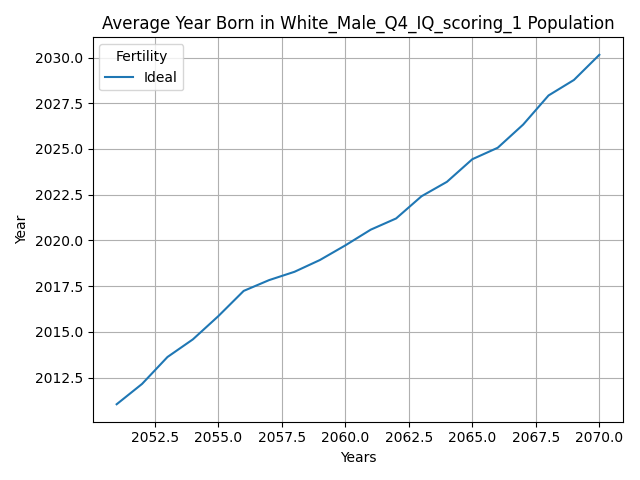 Average Year Born in White_Male_Q4_IQ_scoring_1 Population
Fertility
Ideal
Year
2030.0
2027.5
2025.0
2022.5
2020.0
2017.5
2015.0
2012.5
2052.5 2055.0 2057.5 2060.0 2062.5 2065.0 2067.5 2070.0
Years